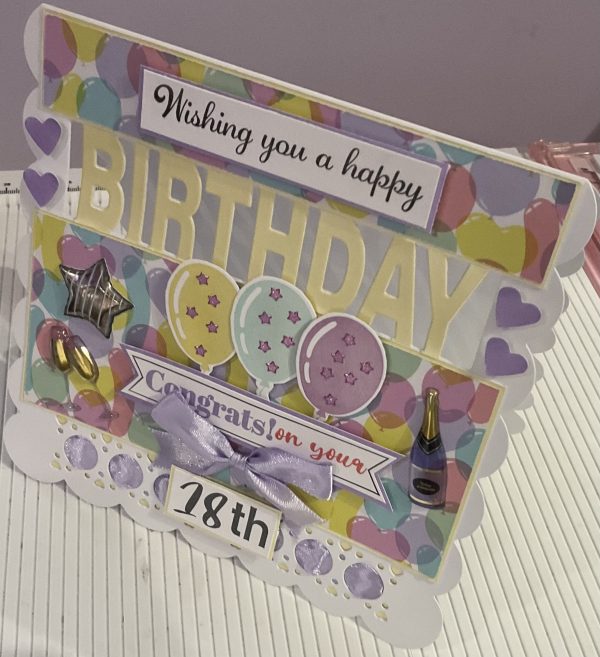 Wishing you a happy
BIRTHDAY
Congrats! on your
18th